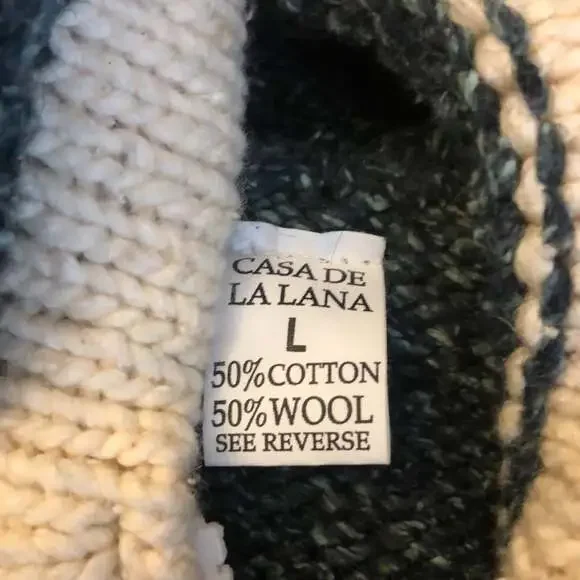 CASA DE
LA LANA
L
50% COTTON
50% WOOL
SEE REVERSE